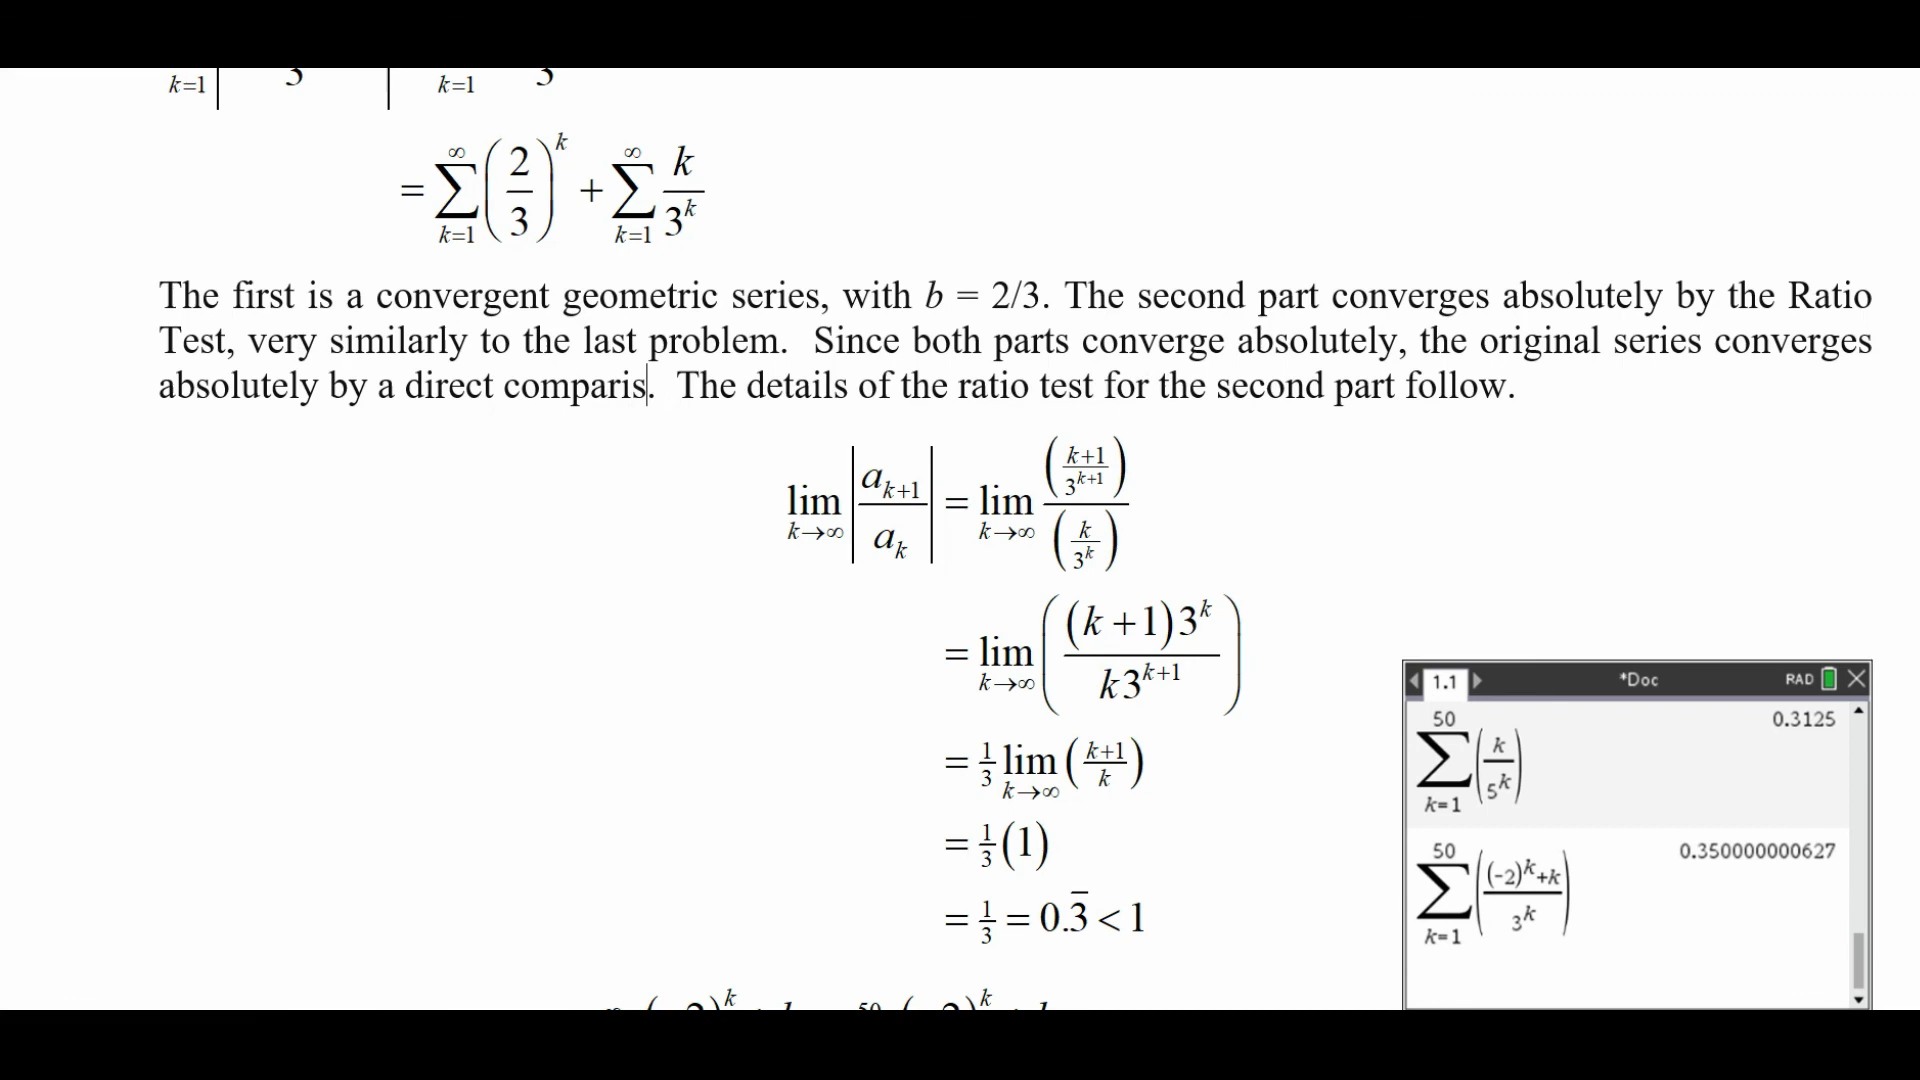 k=1 3 k=1 3
= ∑_{k=1}^{∞} (2/3)^k + ∑_{k=1}^{∞} k/3^k
The first is a convergent geometric series, with b = 2/3. The second part converges absolutely by the Ratio
Test, very similarly to the last problem. Since both parts converge absolutely, the original series converges
absolutely by a direct comparis. The details of the ratio test for the second part follow.
lim_{k→∞} |a_{k+1}/a_k| = lim_{k→∞} ((k+1)/3^{k+1})/(k/3^k)
= lim_{k→∞} ((k+1)3^k/(k3^{k+1}))
= 1/3 lim_{k→∞} ((k+1)/k)
= 1/3 (1)
= 1/3 = 0.3̅ < 1
1.1 *Doc RAD
∑_{k=1}^{50} (k/5^k) 0.3125
∑_{k=1}^{50} (((-2)^k+k)/3^k) 0.350000000627